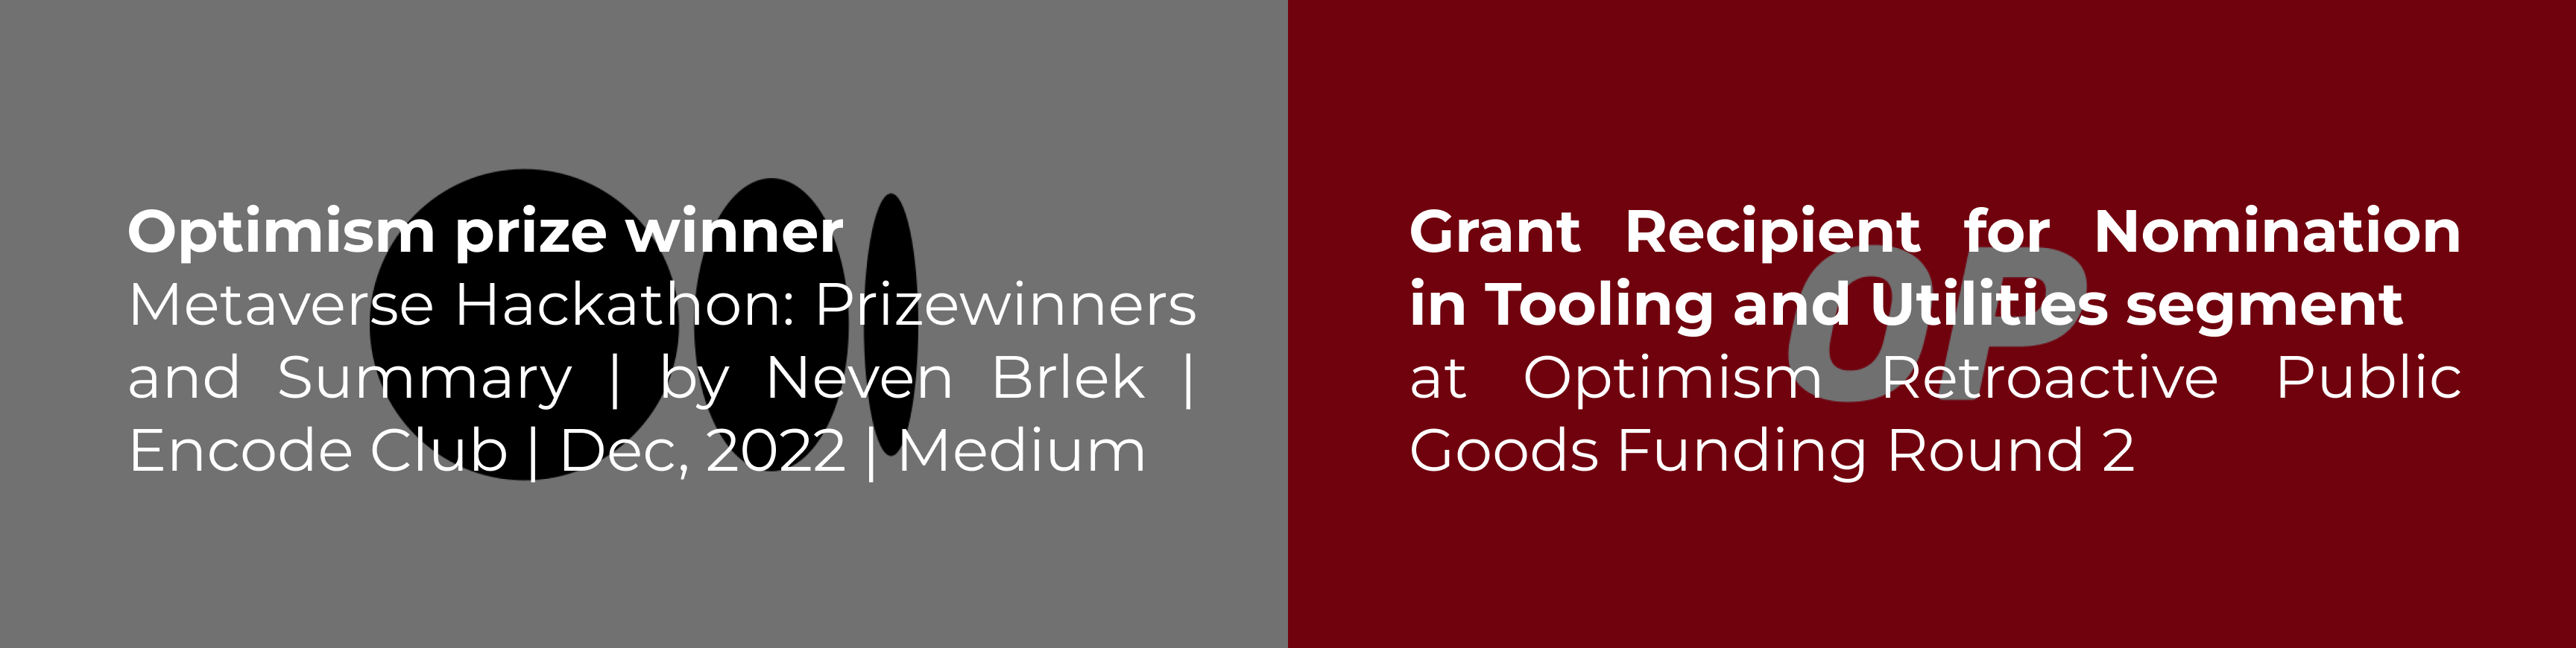 Optimism prize winner
Metaverse Hackathon: Prizewinners
and Summary | by Neven Brlek |
Encode Club | Dec, 2022 | Medium
Grant Recipient for Nomination
in Tooling and Utilities segment
at Optimism Retroactive Public
Goods Funding Round 2
OP